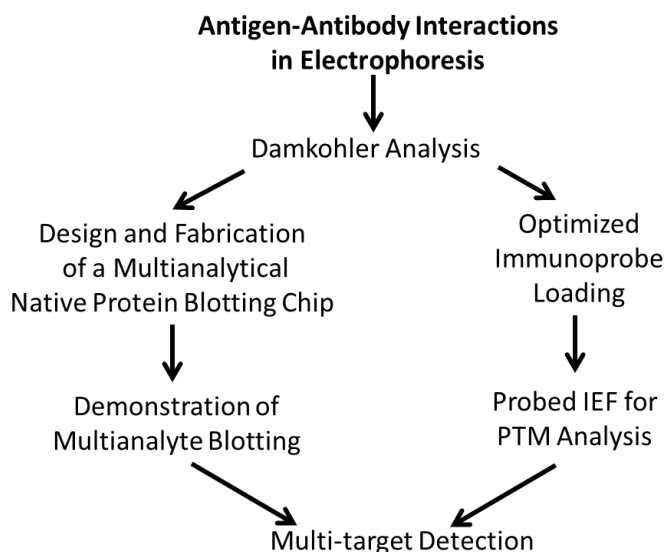 Antigen-Antibody Interactions
in Electrophoresis
Damkohler Analysis
Design and Fabrication
of a Multianalytical
Native Protein Blotting Chip
Optimized
Immunoprobe
Loading
Demonstration of
Multianalyte Blotting
Probed IEF for
PTM Analysis
Multi-target Detection